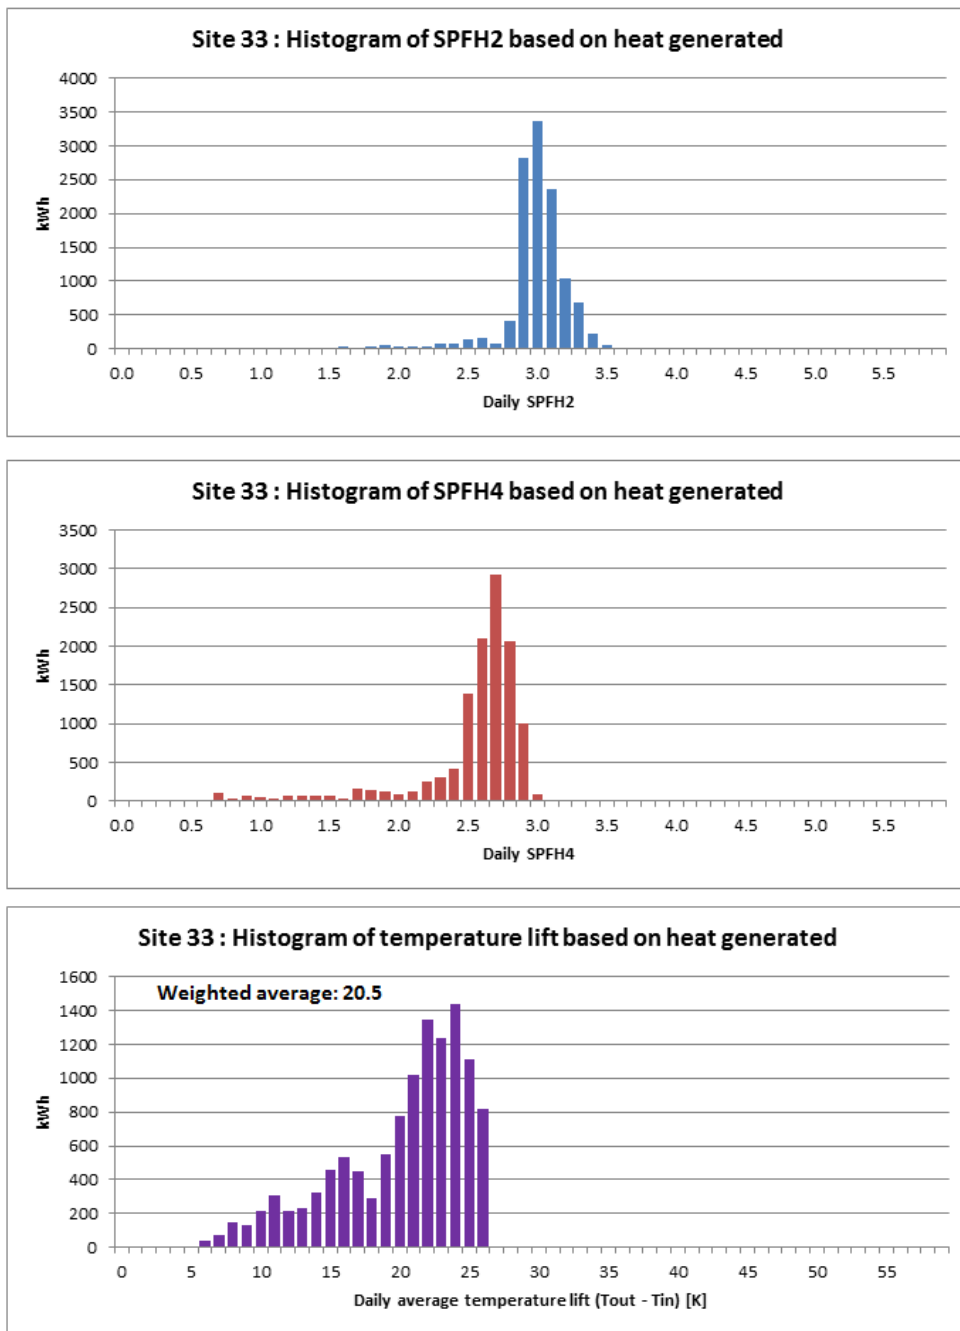 Site 33 : Histogram of SPFH2 based on heat generated
4000
3500
3000
2500
2000
1500
1000
500
0
kWh
0.0 0.5 1.0 1.5 2.0 2.5 3.0 3.5 4.0 4.5 5.0 5.5
Daily SPFH2
Site 33 : Histogram of SPFH4 based on heat generated
3500
3000
2500
2000
1500
1000
500
0
kWh
0.0 0.5 1.0 1.5 2.0 2.5 3.0 3.5 4.0 4.5 5.0 5.5
Daily SPFH4
Site 33 : Histogram of temperature lift based on heat generated
Weighted average: 20.5
1600
1400
1200
1000
800
600
400
200
0
kWh
0 5 10 15 20 25 30 35 40 45 50 55
Daily average temperature lift (Tout - Tin) [K]